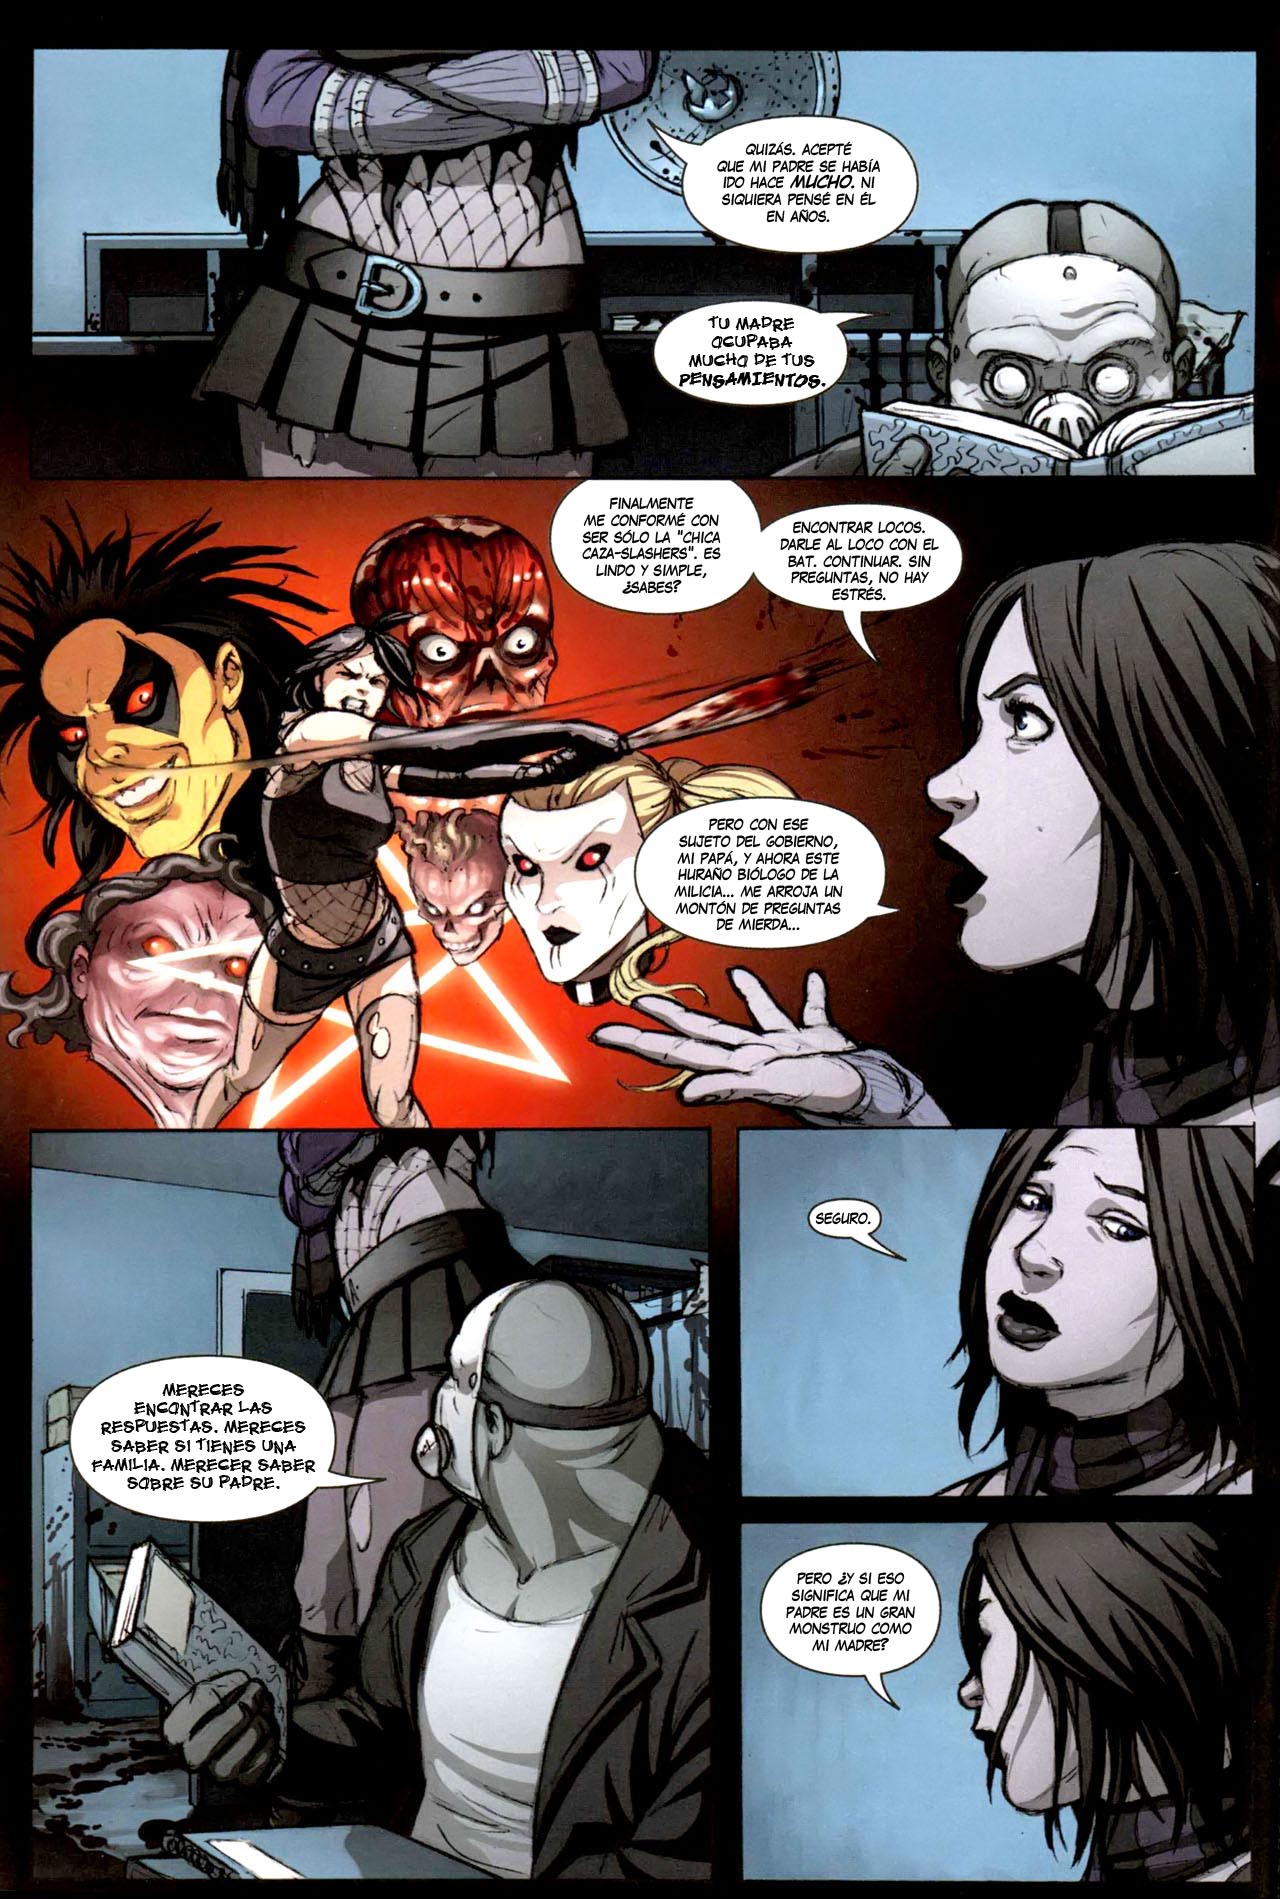 QUIZÁS. ACEPTÉ
QUE MI PADRE SE HABÍA
IDO HACE MUCHO. NI
SIQUIERA PENSÉ EN ÉL
EN AÑOS.
TU MADRE
OCUPABA
MUCHO DE TUS
PENSAMIENTOS.
FINALMENTE
ME CONFORMÉ CON
SER SÓLO LA "CHICA
CAZA-SLASHERS". ES
LINDO Y SIMPLE,
¿SABES?
ENCONTRAR LOCOS.
DARLE AL LOCO CON EL
BAT. CONTINUAR. SIN
PREGUNTAS, NO HAY
ESTRÉS.
PERO CON ESE
SUJETO DEL GOBIERNO,
MI PAPÁ, Y AHORA ESTE
HURAÑO BIÓLOGO DE LA
MILICIA... ME ARROJA UN
MONTÓN DE PREGUNTAS
DE MIERDA...
MERECES
ENCONTRAR LAS
RESPUESTAS. MERECES
SABER SI TIENES UNA
FAMILIA. MERECER SABER
SOBRE SU PADRE.
SEGURO.
PERO ¿Y SI ESO
SIGNIFICA QUE MI
PADRE ES UN GRAN
MONSTRUO COMO
MI MADRE?